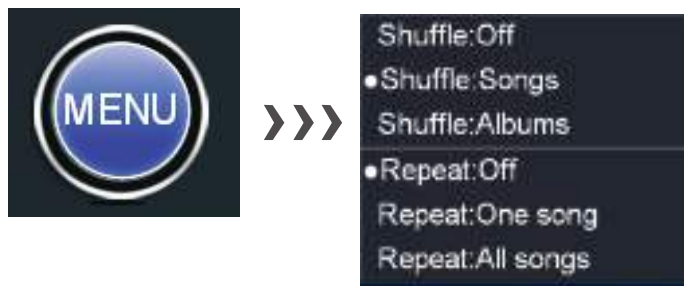 MENU
Shuffle:Off
•Shuffle:Songs
Shuffle:Albums
•Repeat:Off
Repeat:One song
Repeat:All songs